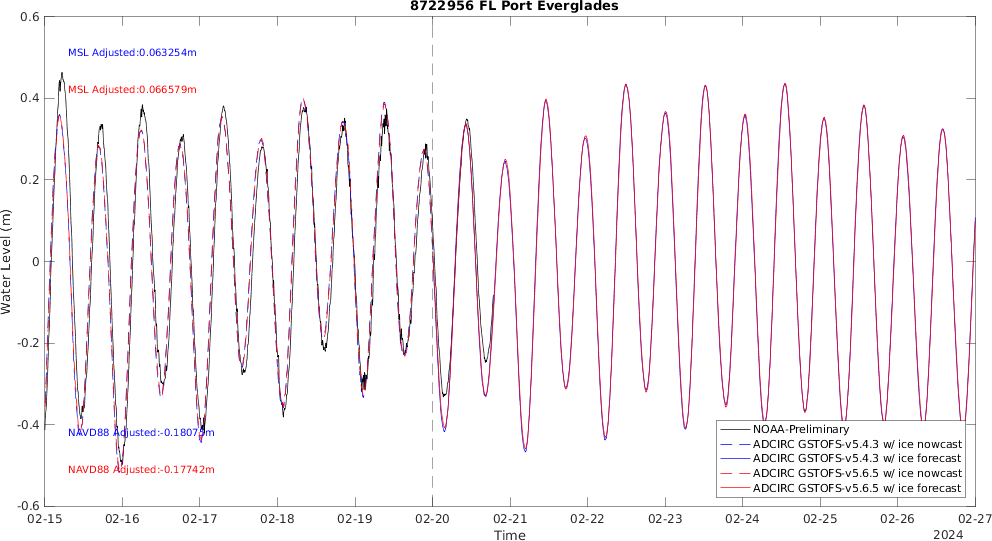 8722956 FL Port Everglades
0.6
0.4
0.2
0
-0.2
-0.4
-0.6
Water Level (m)
MSL Adjusted:0.063254m
MSL Adjusted:0.066579m
NAVD88 Adjusted:-0.18075m
NAVD88 Adjusted:-0.17742m
NOAA-Preliminary
ADCIRC GSTOFS-v5.4.3 w/ ice nowcast
ADCIRC GSTOFS-v5.4.3 w/ ice forecast
ADCIRC GSTOFS-v5.6.5 w/ ice nowcast
ADCIRC GSTOFS-v5.6.5 w/ ice forecast
02-15 02-16 02-17 02-18 02-19 02-20 02-21 02-22 02-23 02-24 02-25 02-26 02-27
Time
2024